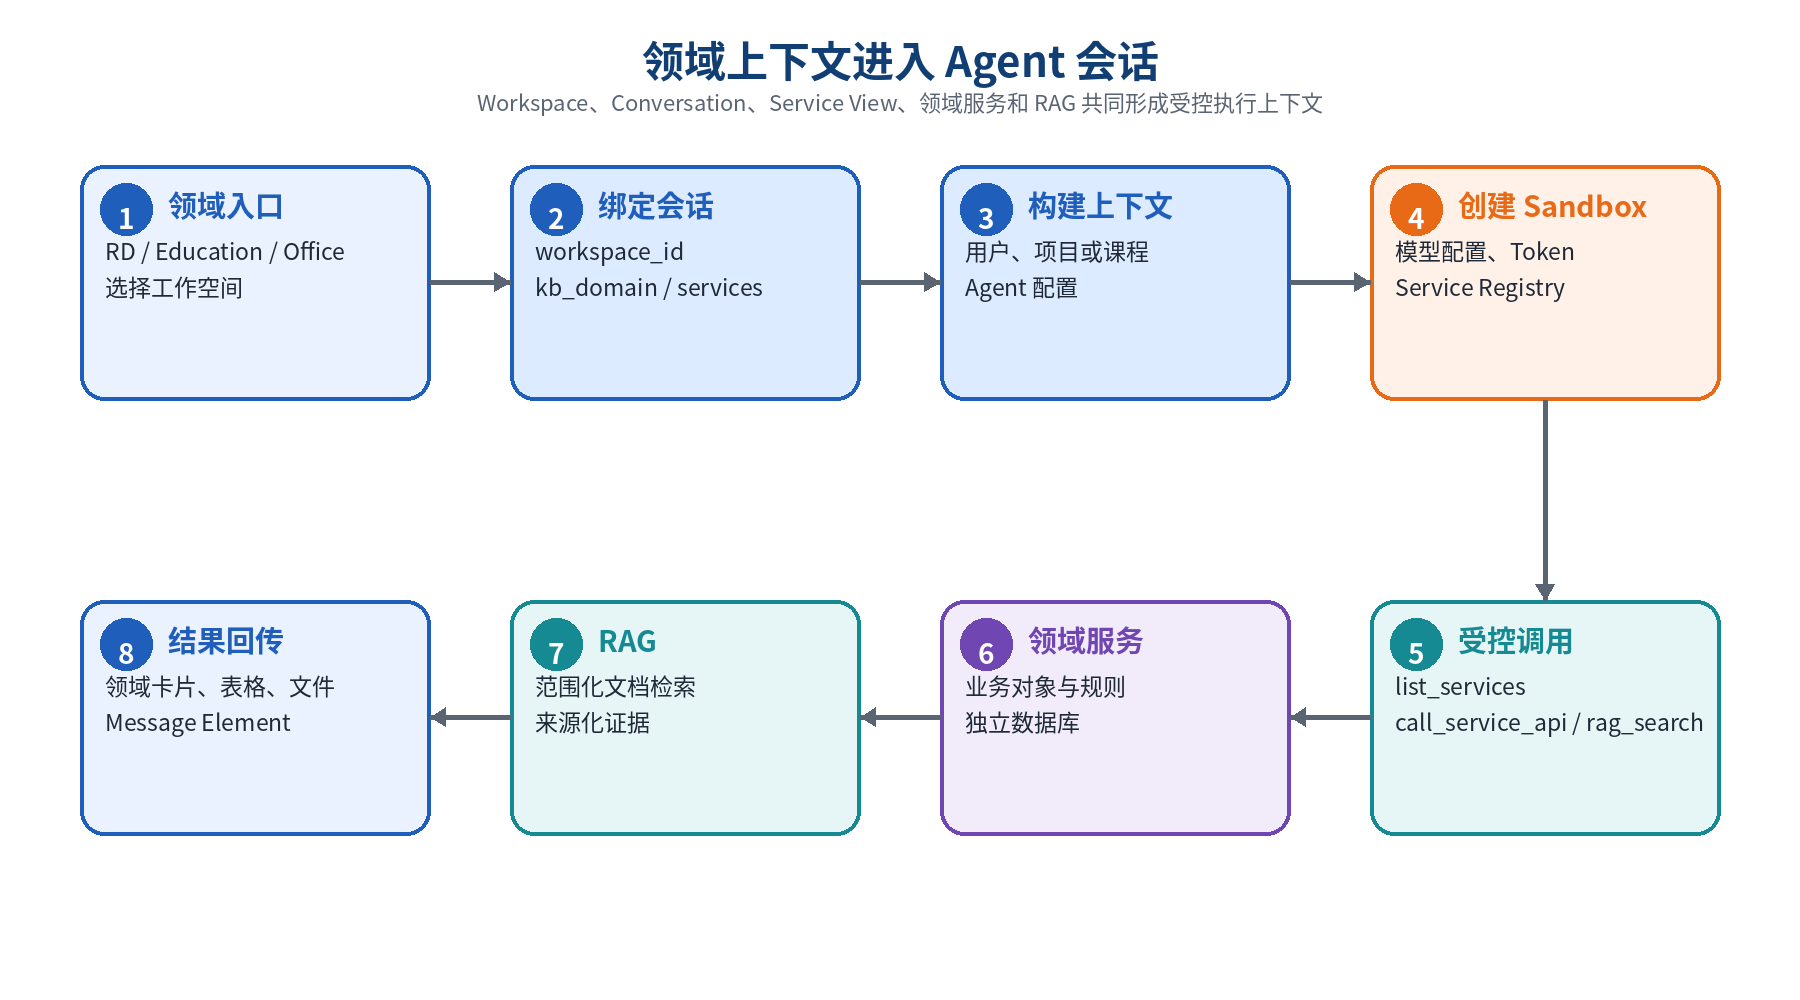 领域上下文进入 Agent 会话
Workspace、Conversation、Service View、领域服务和 RAG 共同形成受控执行上下文
1 领域入口
RD / Education / Office
选择工作空间
2 绑定会话
workspace_id
kb_domain / services
3 构建上下文
用户、项目或课程
Agent 配置
4 创建 Sandbox
模型配置、Token
Service Registry
5 受控调用
list_services
call_service_api / rag_search
6 领域服务
业务对象与规则
独立数据库
7 RAG
范围化文档检索
来源化证据
8 结果回传
领域卡片、表格、文件
Message Element